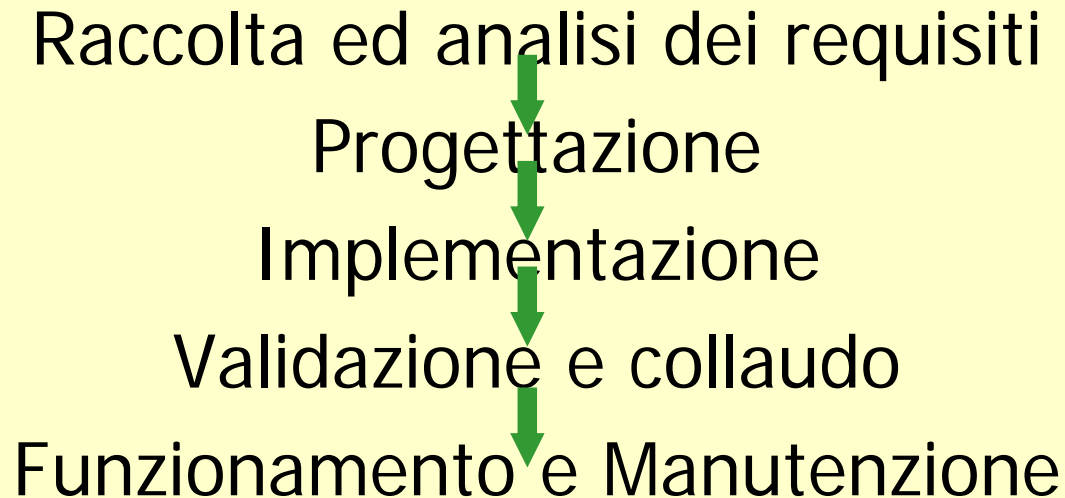 Raccolta ed analisi dei requisiti
Progettazione
Implementazione
Validazione e collaudo
Funzionamento e Manutenzione